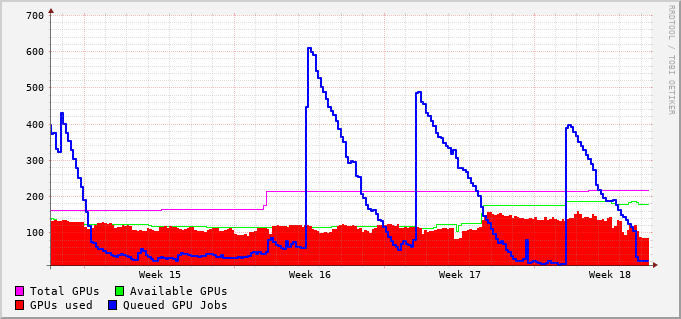 700
600
500
400
300
200
100
Week 15 Week 16 Week 17 Week 18
Total GPUs Available GPUs
GPUs used Queued GPU Jobs
RRDTOOL / TOBI OETIKER